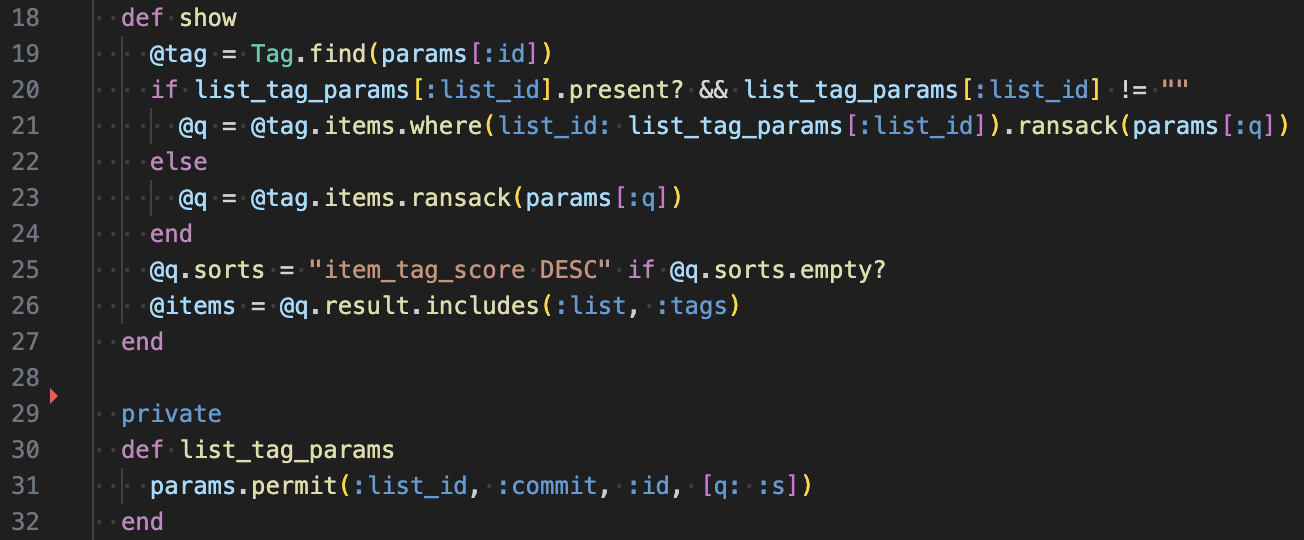 18 def show
19 @tag = Tag.find(params[:id])
20 if list_tag_params[:list_id].present? && list_tag_params[:list_id] != ""
21 @q = @tag.items.where(list_id: list_tag_params[:list_id]).ransack(params[:q])
22 else
23 @q = @tag.items.ransack(params[:q])
24 end
25 @q.sorts = "item_tag_score DESC" if @q.sorts.empty?
26 @items = @q.result.includes(:list, :tags)
27 end
28
29 private
30 def list_tag_params
31 params.permit(:list_id, :commit, :id, [q: :s])
32 end